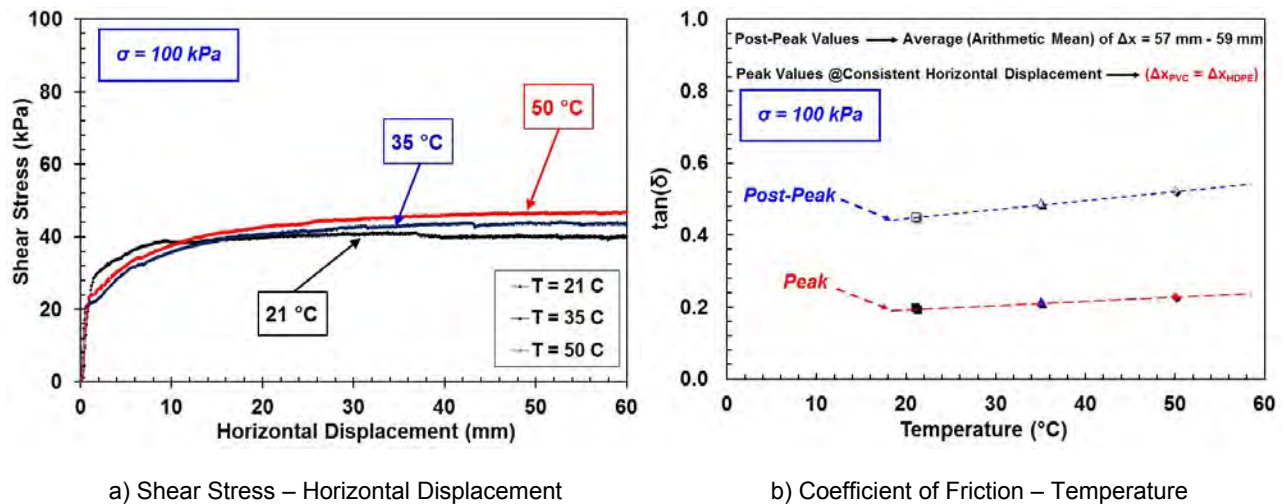 100
80
60
40
20
0
Shear Stress (kPa)
σ = 100 kPa
50 °C
35 °C
21 °C
T = 21 C
T = 35 C
T = 50 C
0 10 20 30 40 50 60
Horizontal Displacement (mm)
a) Shear Stress – Horizontal Displacement
1.0
0.8
0.6
0.4
0.2
0.0
tan(δ)
Post-Peak Values Average (Arithmetic Mean) of Δx = 57 mm - 59 mm
Peak Values @Consistent Horizontal Displacement (ΔxPVC = ΔxHDPE)
σ = 100 kPa
Post-Peak
Peak
0 10 20 30 40 50 60
Temperature (°C)
b) Coefficient of Friction – Temperature